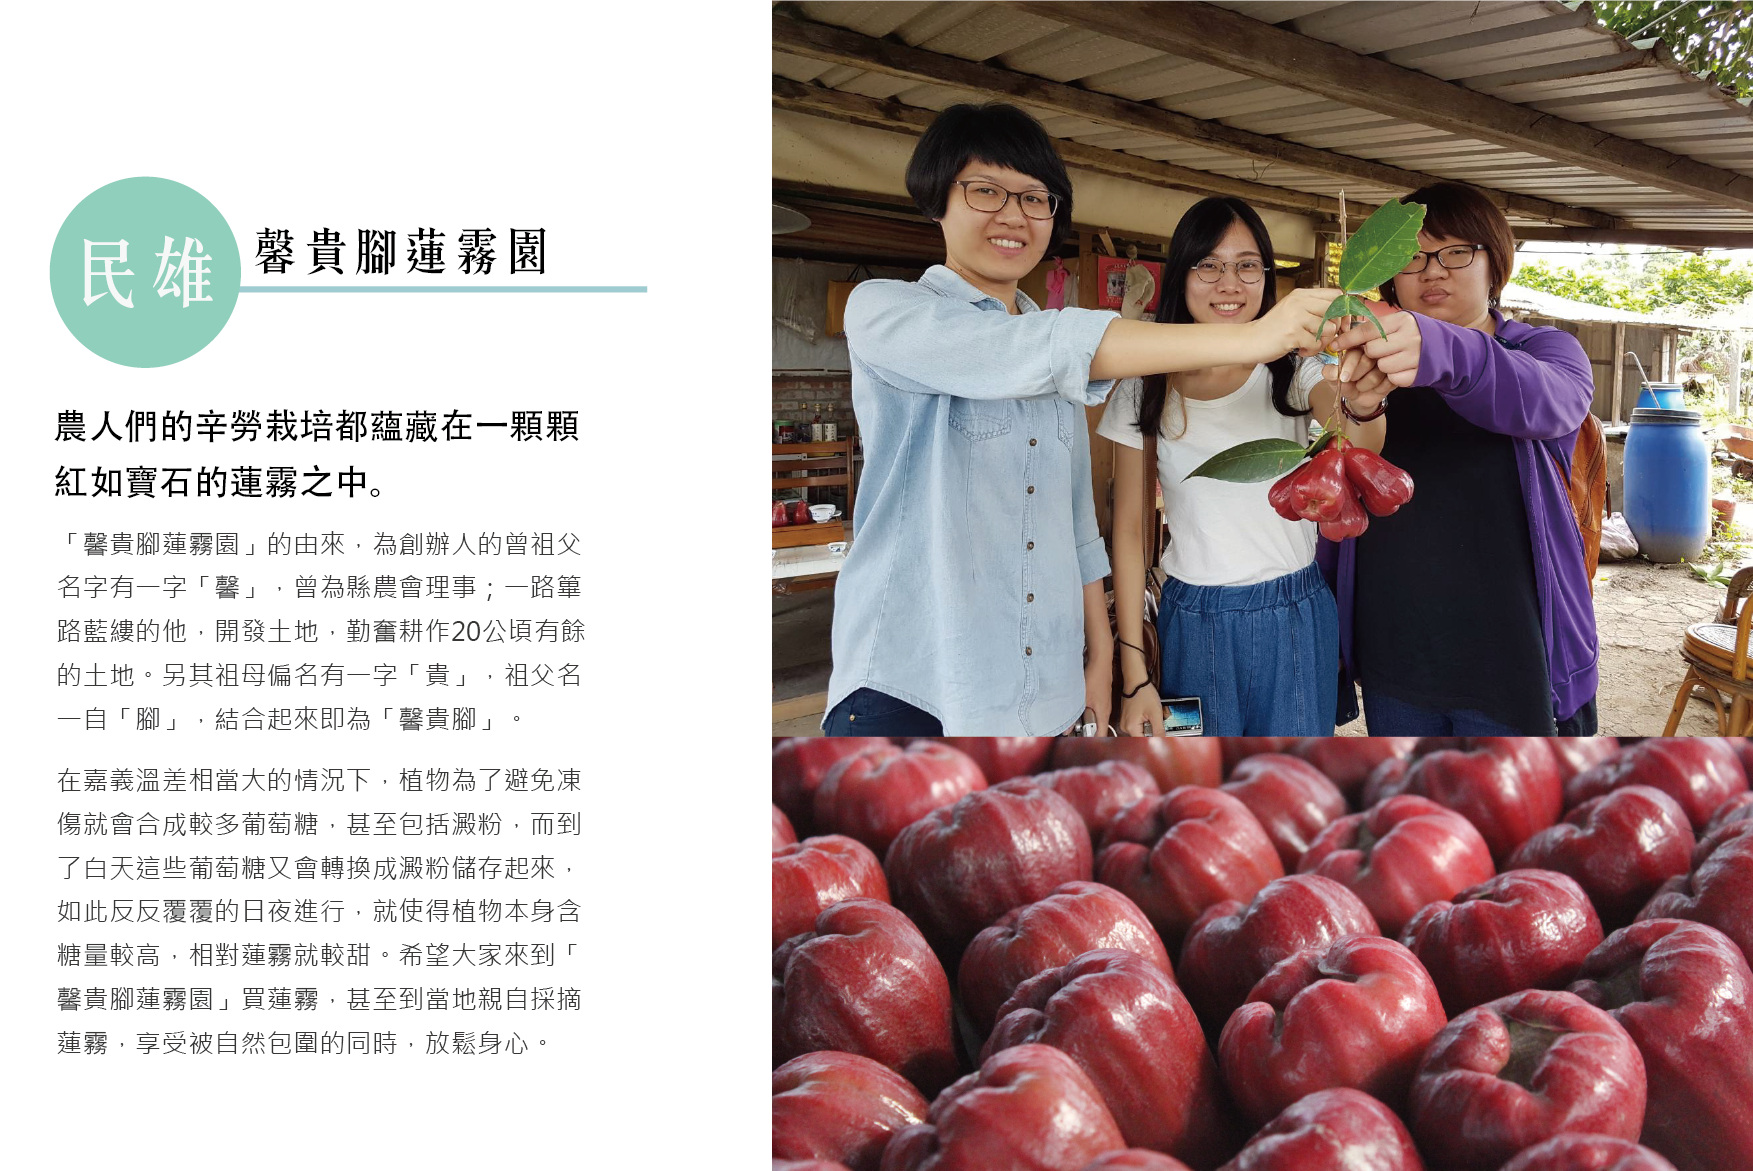 民雄
馨貴腳蓮霧園
農人們的辛勞栽培都蘊藏在一顆顆
紅如寶石的蓮霧之中。
「馨貴腳蓮霧園」的由來，為創辦人的曾祖父
名字有一字「馨」，曾為縣農會理事；一路篳
路藍縷的他，開發土地，勤奮耕作20公頃有餘
的土地。另其祖母偏名有一字「貴」，祖父名
一自「腳」，結合起來即為「馨貴腳」。
在嘉義溫差相當大的情況下，植物為了避免凍
傷就會合成較多葡萄糖，甚至包括澱粉，而到
了白天這些葡萄糖又會轉換成澱粉儲存起來，
如此反反覆覆的日夜進行，就使得植物本身含
糖量較高，相對蓮霧就較甜。希望大家來到「
馨貴腳蓮霧園」買蓮霧，甚至到當地親自採摘
蓮霧，享受被自然包圍的同時，放鬆身心。